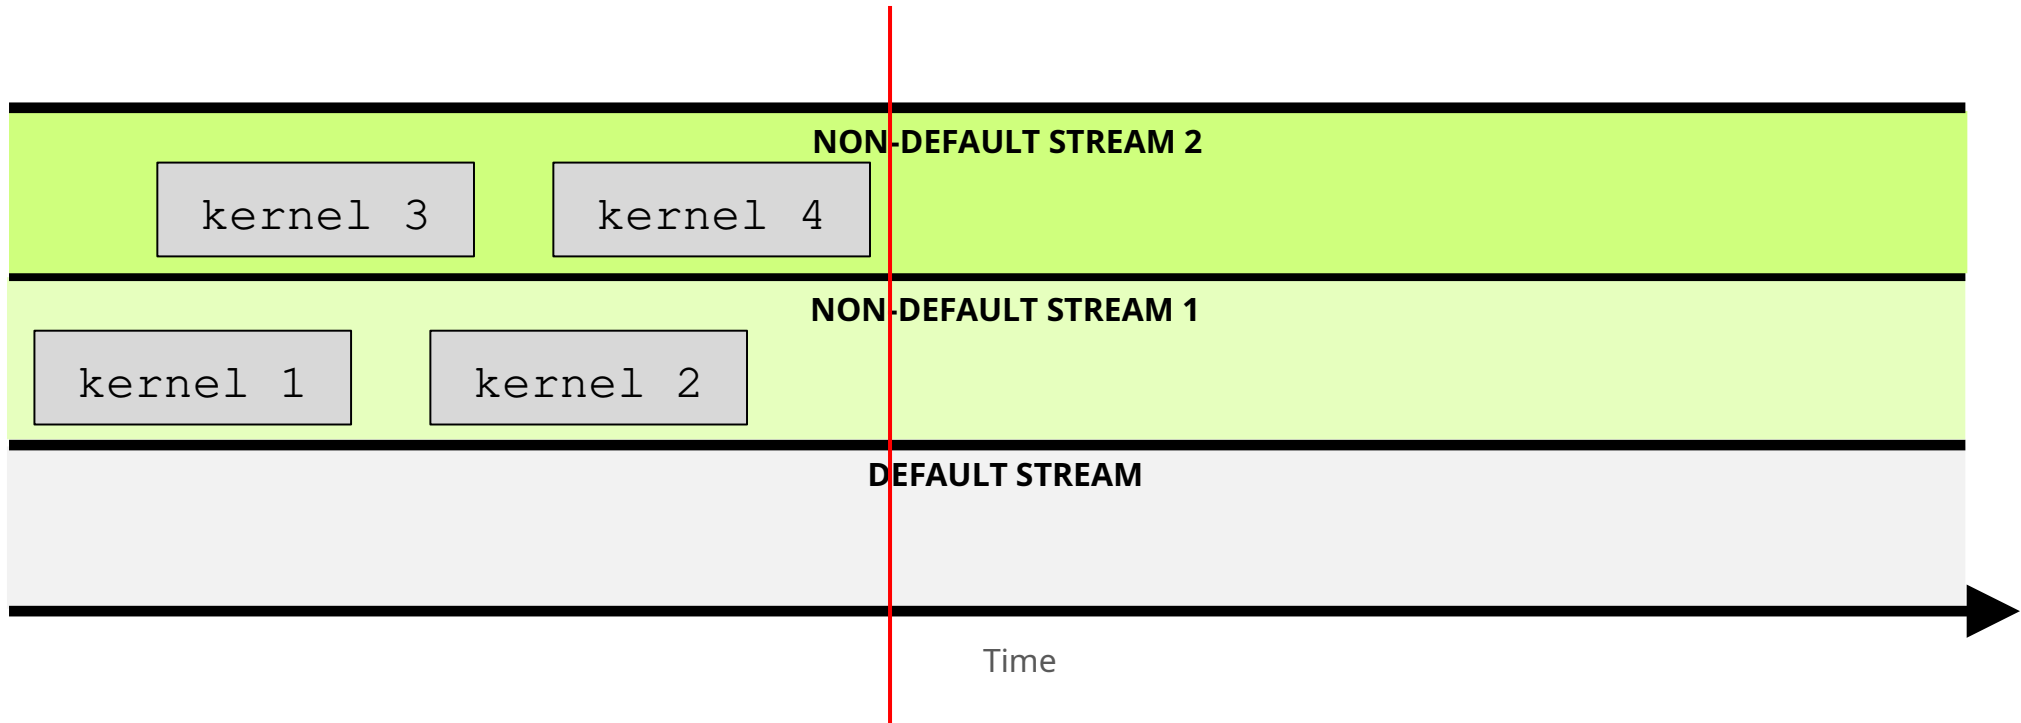 NON-DEFAULT STREAM 2
kernel 3
kernel 4
NON-DEFAULT STREAM 1
kernel 1
kernel 2
DEFAULT STREAM
Time